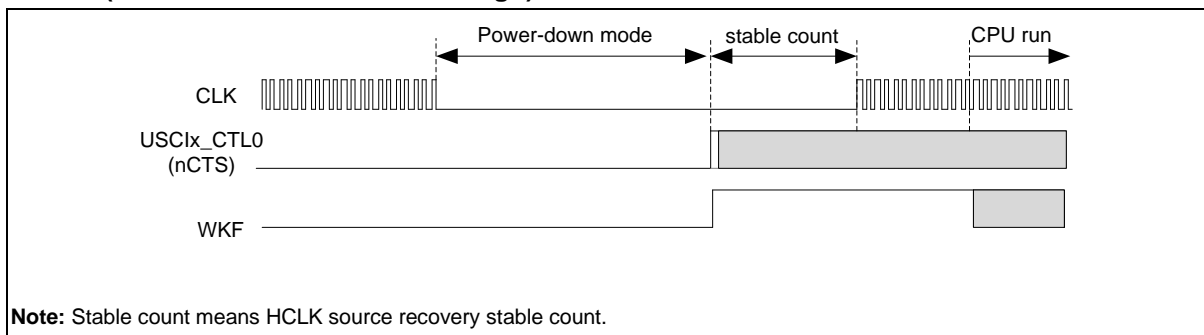 Power-down mode stable count CPU run
CLK
USCIx_CTL0
(nCTS)
WKF
Note: Stable count means HCLK source recovery stable count.